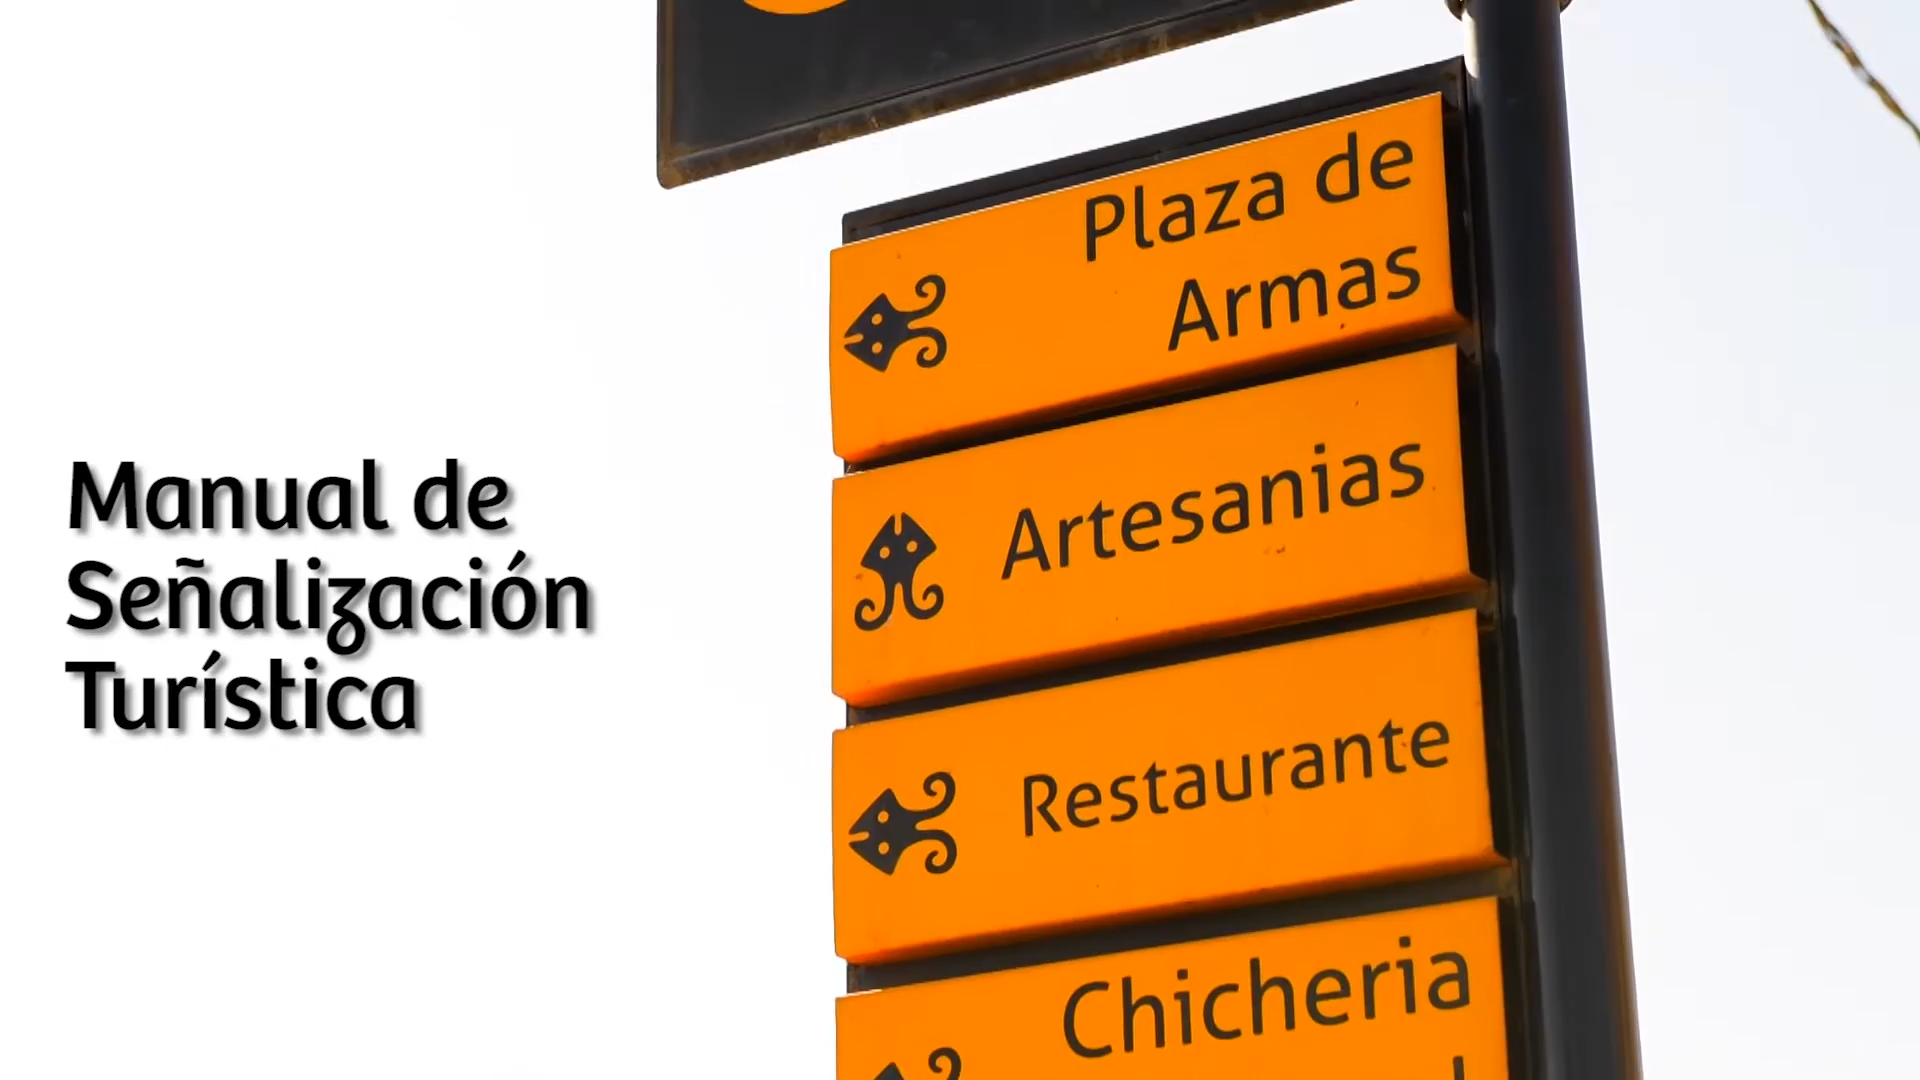 Manual de
Señalización
Turística
Plaza de
Armas
Artesanias
Restaurante
Chicheria